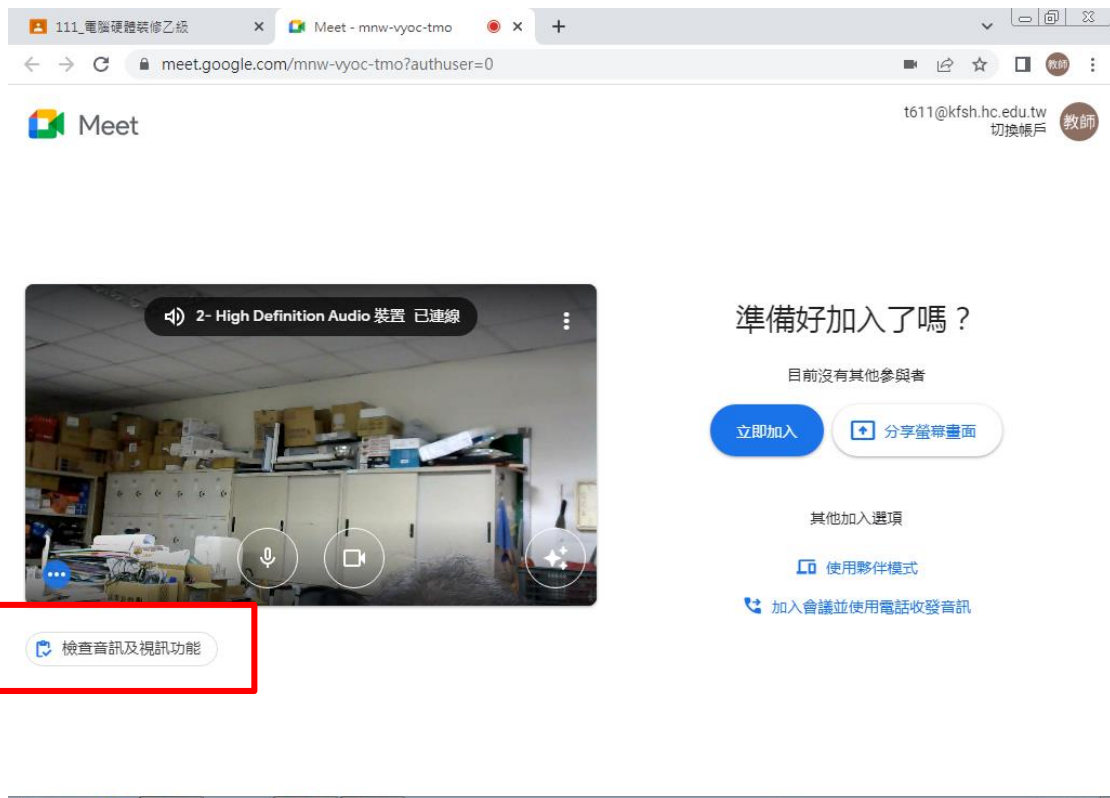 111_電腦硬體裝修乙級
Meet - mnw-vyoc-tmo
meet.google.com/mnw-vyoc-tmo?authuser=0
教師
Meet
t611@kfsh.hc.edu.tw
切換帳戶
教師
2- High Definition Audio 裝置 已連線
準備好加入了嗎？
目前沒有其他參與者
立即加入
分享螢幕畫面
其他加入選項
使用夥伴模式
加入會議並使用電話收發音訊
檢查音訊及視訊功能